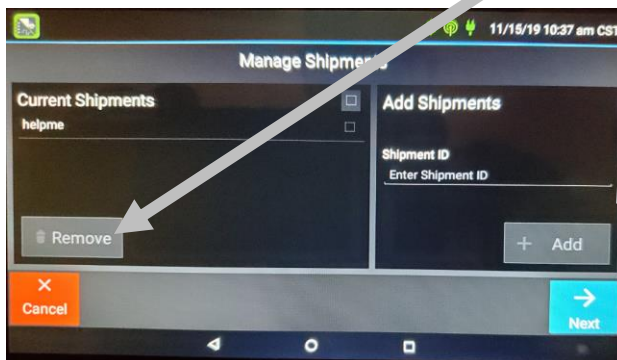 11/15/19 10:37 am CST
Manage Shipments
Current Shipments
helpme
Remove
Add Shipments
Shipment ID
Enter Shipment ID
+ Add
× Cancel
→ Next